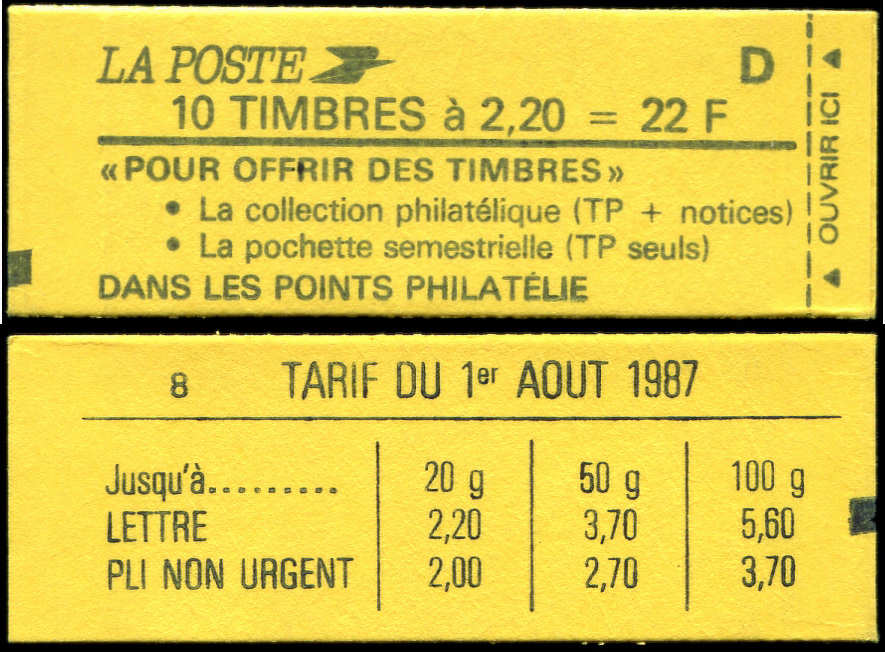 LA POSTE D
10 TIMBRES à 2,20 = 22 F
«POUR OFFRIR DES TIMBRES»
• La collection philatélique (TP + notices)
• La pochette semestrielle (TP seuls)
DANS LES POINTS PHILATÉLIE
▲ OUVRIR ICI ▲
8 TARIF DU 1er AOUT 1987
Jusqu'à.......... 20 g 50 g 100 g
LETTRE 2,20 3,70 5,60
PLI NON URGENT 2,00 2,70 3,70